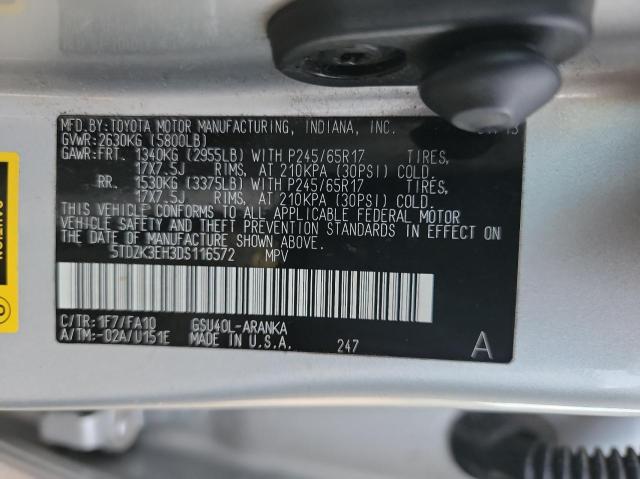 MFD.BY:TOYOTA MOTOR MANUFACTURING, INDIANA, INC.
GVWR:2630KG (5800LB)
GAWR:FRT. 1340KG (2955LB) WITH P245/65R17 TIRES,
17X7.5J RIMS, AT 210KPA (30PSI) COLD.
RR. 1530KG (3375LB) WITH P245/65R17 TIRES,
17X7.5J RIMS, AT 210KPA (30PSI) COLD.
THIS VEHICLE CONFORMS TO ALL APPLICABLE FEDERAL MOTOR
VEHICLE SAFETY AND THEFT PREVENTION STANDARDS IN EFFECT ON
THE DATE OF MANUFACTURE SHOWN ABOVE.
5TDZK3EH3DS116572 MPV
C/TR:1F7/FA10 GSU40L-ARANKA
A/TM:-02A/U151E MADE IN U.S.A. 247 A